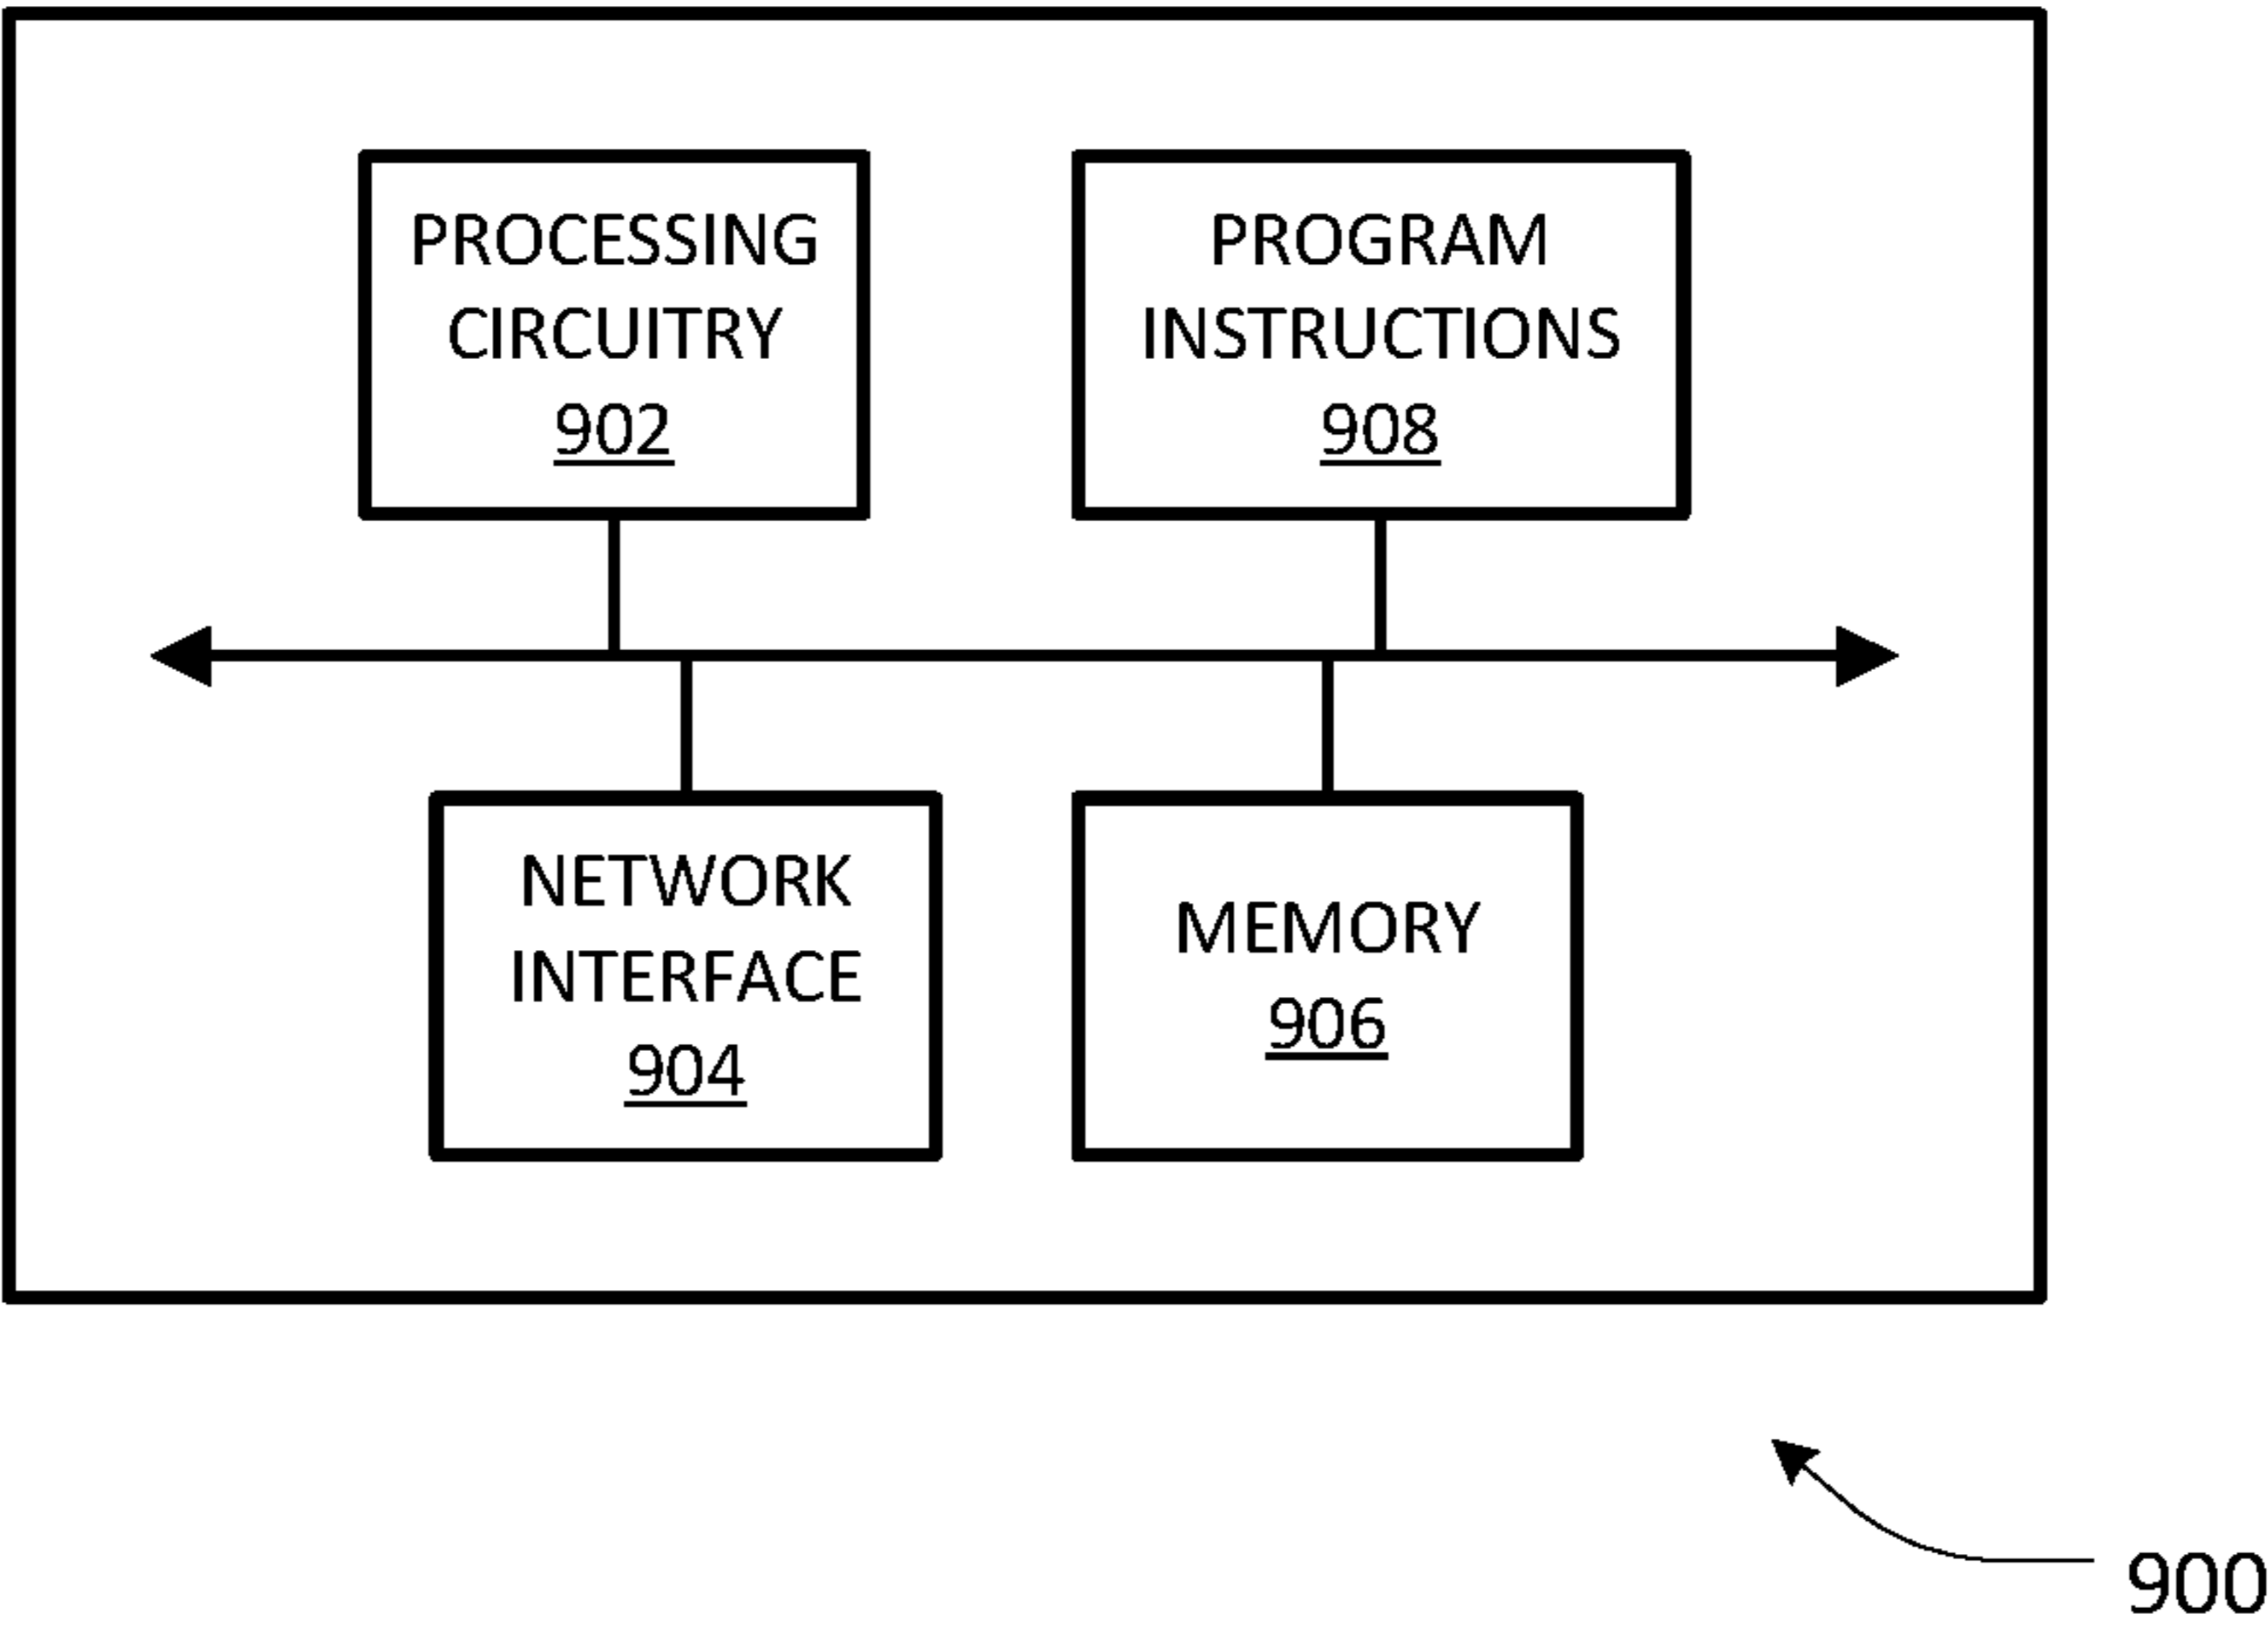 PROCESSING
CIRCUITRY
902
PROGRAM
INSTRUCTIONS
908
NETWORK
INTERFACE
904
MEMORY
906
900